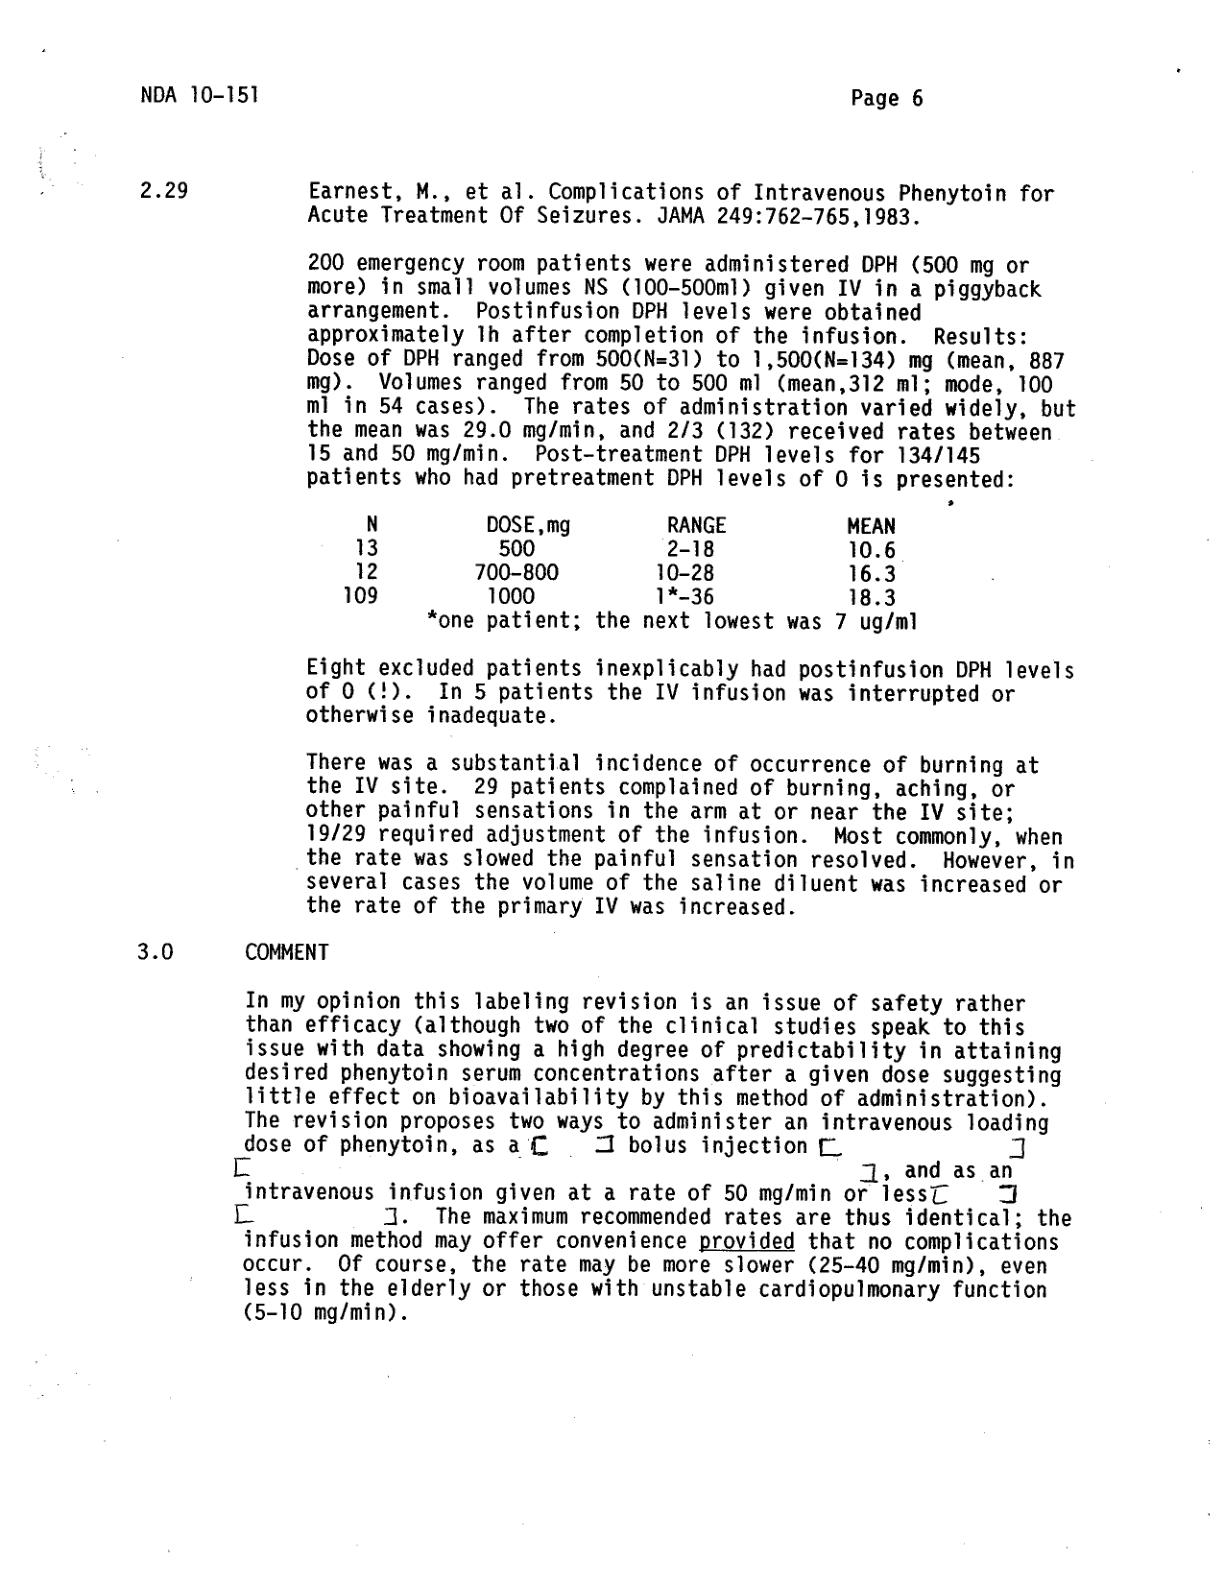 NDA 10-151 Page 6
2.29 Earnest, M., et al. Complications of Intravenous Phenytoin for
Acute Treatment Of Seizures. JAMA 249:762-765,1983.
200 emergency room patients were administered DPH (500 mg or
more) in small volumes NS (100-500ml) given IV in a piggyback
arrangement. Postinfusion DPH levels were obtained
approximately 1h after completion of the infusion. Results:
Dose of DPH ranged from 500(N=31) to 1,500(N=134) mg (mean, 887
mg). Volumes ranged from 50 to 500 ml (mean,312 ml; mode, 100
ml in 54 cases). The rates of administration varied widely, but
the mean was 29.0 mg/min, and 2/3 (132) received rates between
15 and 50 mg/min. Post-treatment DPH levels for 134/145
patients who had pretreatment DPH levels of 0 is presented:
N DOSE,mg RANGE MEAN
13 500 2-18 10.6
12 700-800 10-28 16.3
109 1000 1*-36 18.3
*one patient; the next lowest was 7 ug/ml
Eight excluded patients inexplicably had postinfusion DPH levels
of 0 (!). In 5 patients the IV infusion was interrupted or
otherwise inadequate.
There was a substantial incidence of occurrence of burning at
the IV site. 29 patients complained of burning, aching, or
other painful sensations in the arm at or near the IV site;
19/29 required adjustment of the infusion. Most commonly, when
the rate was slowed the painful sensation resolved. However, in
several cases the volume of the saline diluent was increased or
the rate of the primary IV was increased.
3.0 COMMENT
In my opinion this labeling revision is an issue of safety rather
than efficacy (although two of the clinical studies speak to this
issue with data showing a high degree of predictability in attaining
desired phenytoin serum concentrations after a given dose suggesting
little effect on bioavailability by this method of administration).
The revision proposes two ways to administer an intravenous loading
dose of phenytoin, as a [ ] bolus injection [ ]
[ ], and as an
intravenous infusion given at a rate of 50 mg/min or less[ ]
[ ]. The maximum recommended rates are thus identical; the
infusion method may offer convenience provided that no complications
occur. Of course, the rate may be more slower (25-40 mg/min), even
less in the elderly or those with unstable cardiopulmonary function
(5-10 mg/min).